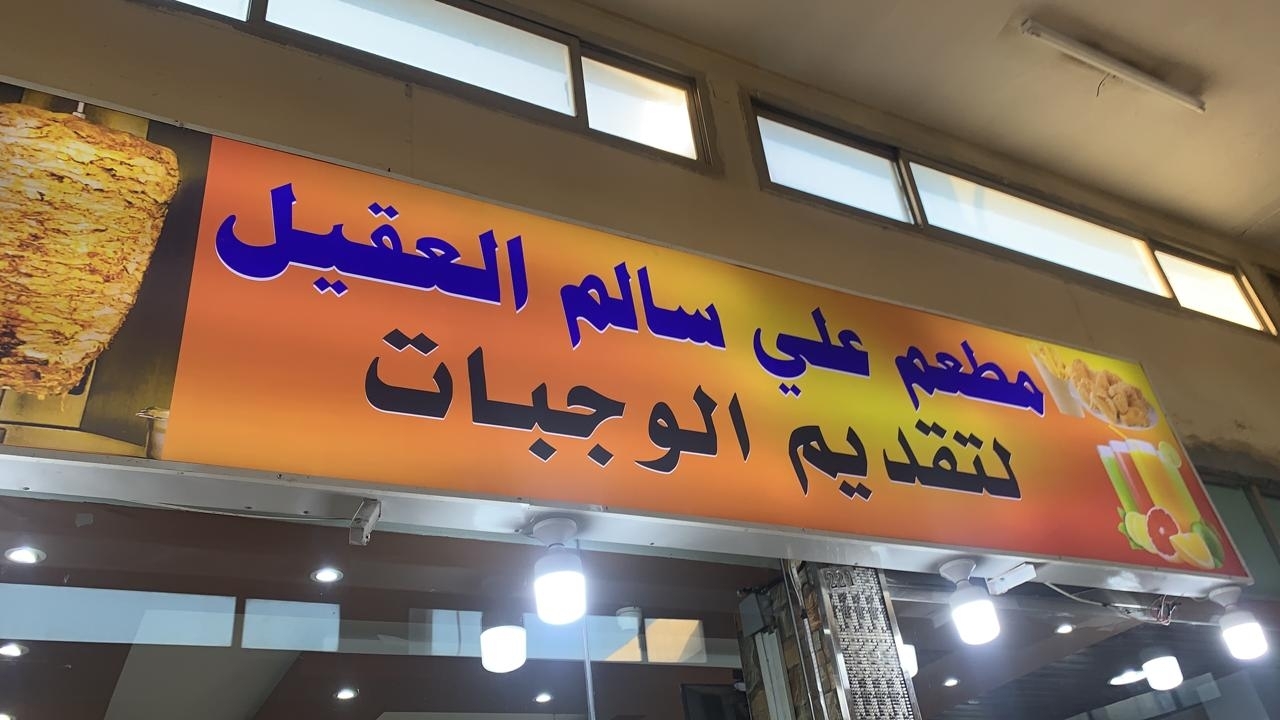 مطعم علي سالم العقيل
لتقديم الوجبات